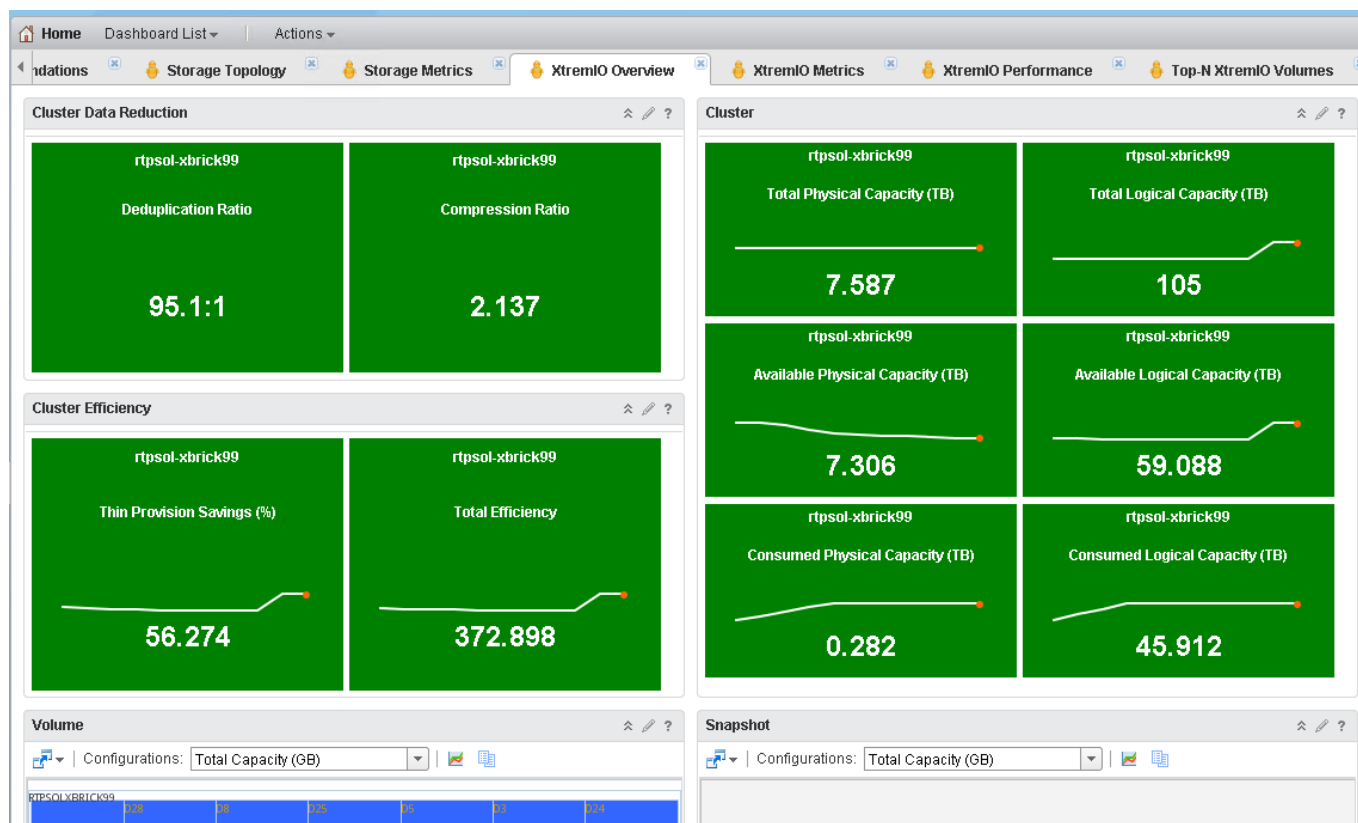 Home Dashboard List Actions
ndations Storage Topology Storage Metrics XtremIO Overview XtremIO Metrics XtremIO Performance Top-N XtremIO Volumes
Cluster Data Reduction ?
rtpsol-xbrick99
Deduplication Ratio
95.1:1
rtpsol-xbrick99
Compression Ratio
2.137
Cluster Efficiency ?
rtpsol-xbrick99
Thin Provision Savings (%)
56.274
rtpsol-xbrick99
Total Efficiency
372.898
Cluster ?
rtpsol-xbrick99
Total Physical Capacity (TB)
7.587
rtpsol-xbrick99
Total Logical Capacity (TB)
105
rtpsol-xbrick99
Available Physical Capacity (TB)
7.306
rtpsol-xbrick99
Available Logical Capacity (TB)
59.088
rtpsol-xbrick99
Consumed Physical Capacity (TB)
0.282
rtpsol-xbrick99
Consumed Logical Capacity (TB)
45.912
Volume ?
Configurations: Total Capacity (GB)
RTPSOLXBRICK99
D28 D8 D25 D5 D3 D24
Snapshot ?
Configurations: Total Capacity (GB)